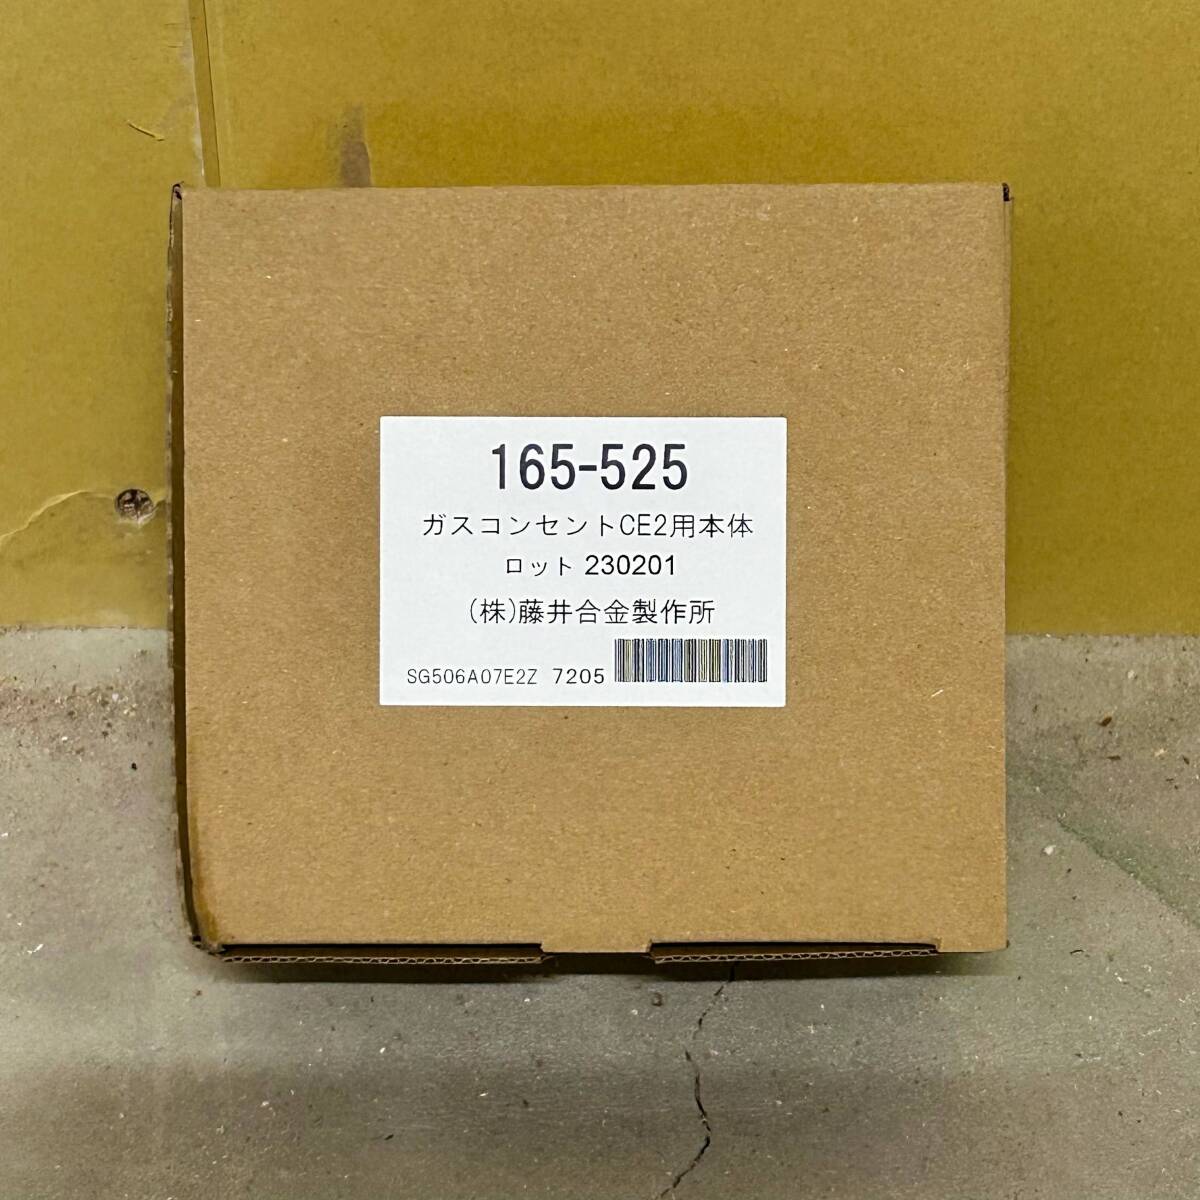 165-525
ガスコンセントCE2用本体
ロット 230201
(株)藤井合金製作所
SG506A07E2Z 7205